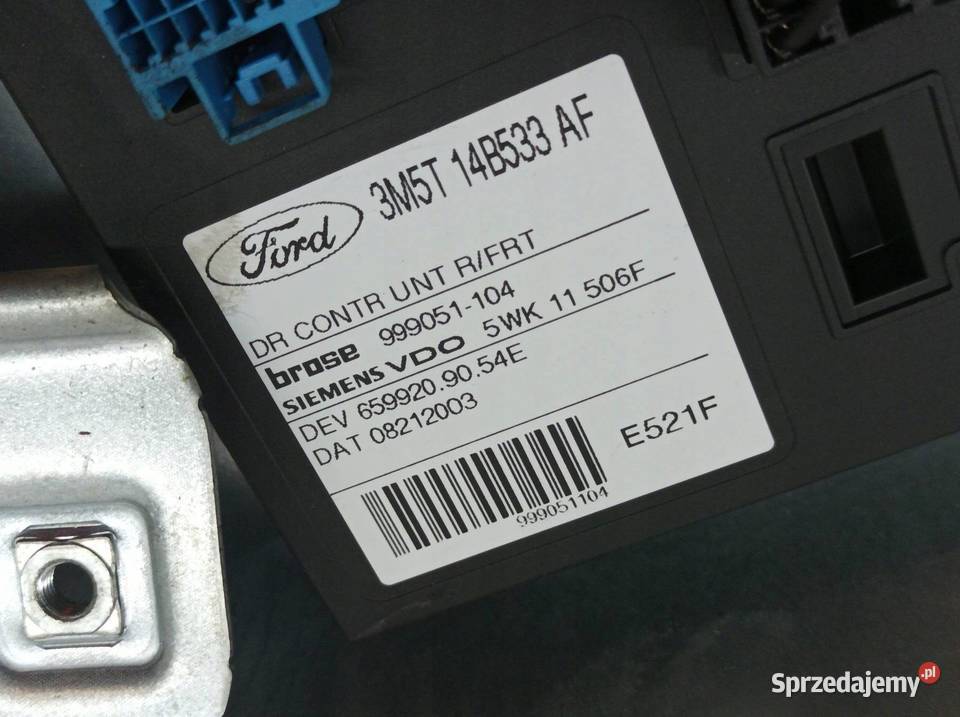 Ford 3M5T 14B533 AF
DR CONTR UNT R/FRT
brose 999051-104
SIEMENS VDO 5WK 11 506F
DEV 659920.90.54E
DAT 08212003
E521F
999051104
Sprzedajemy.pl